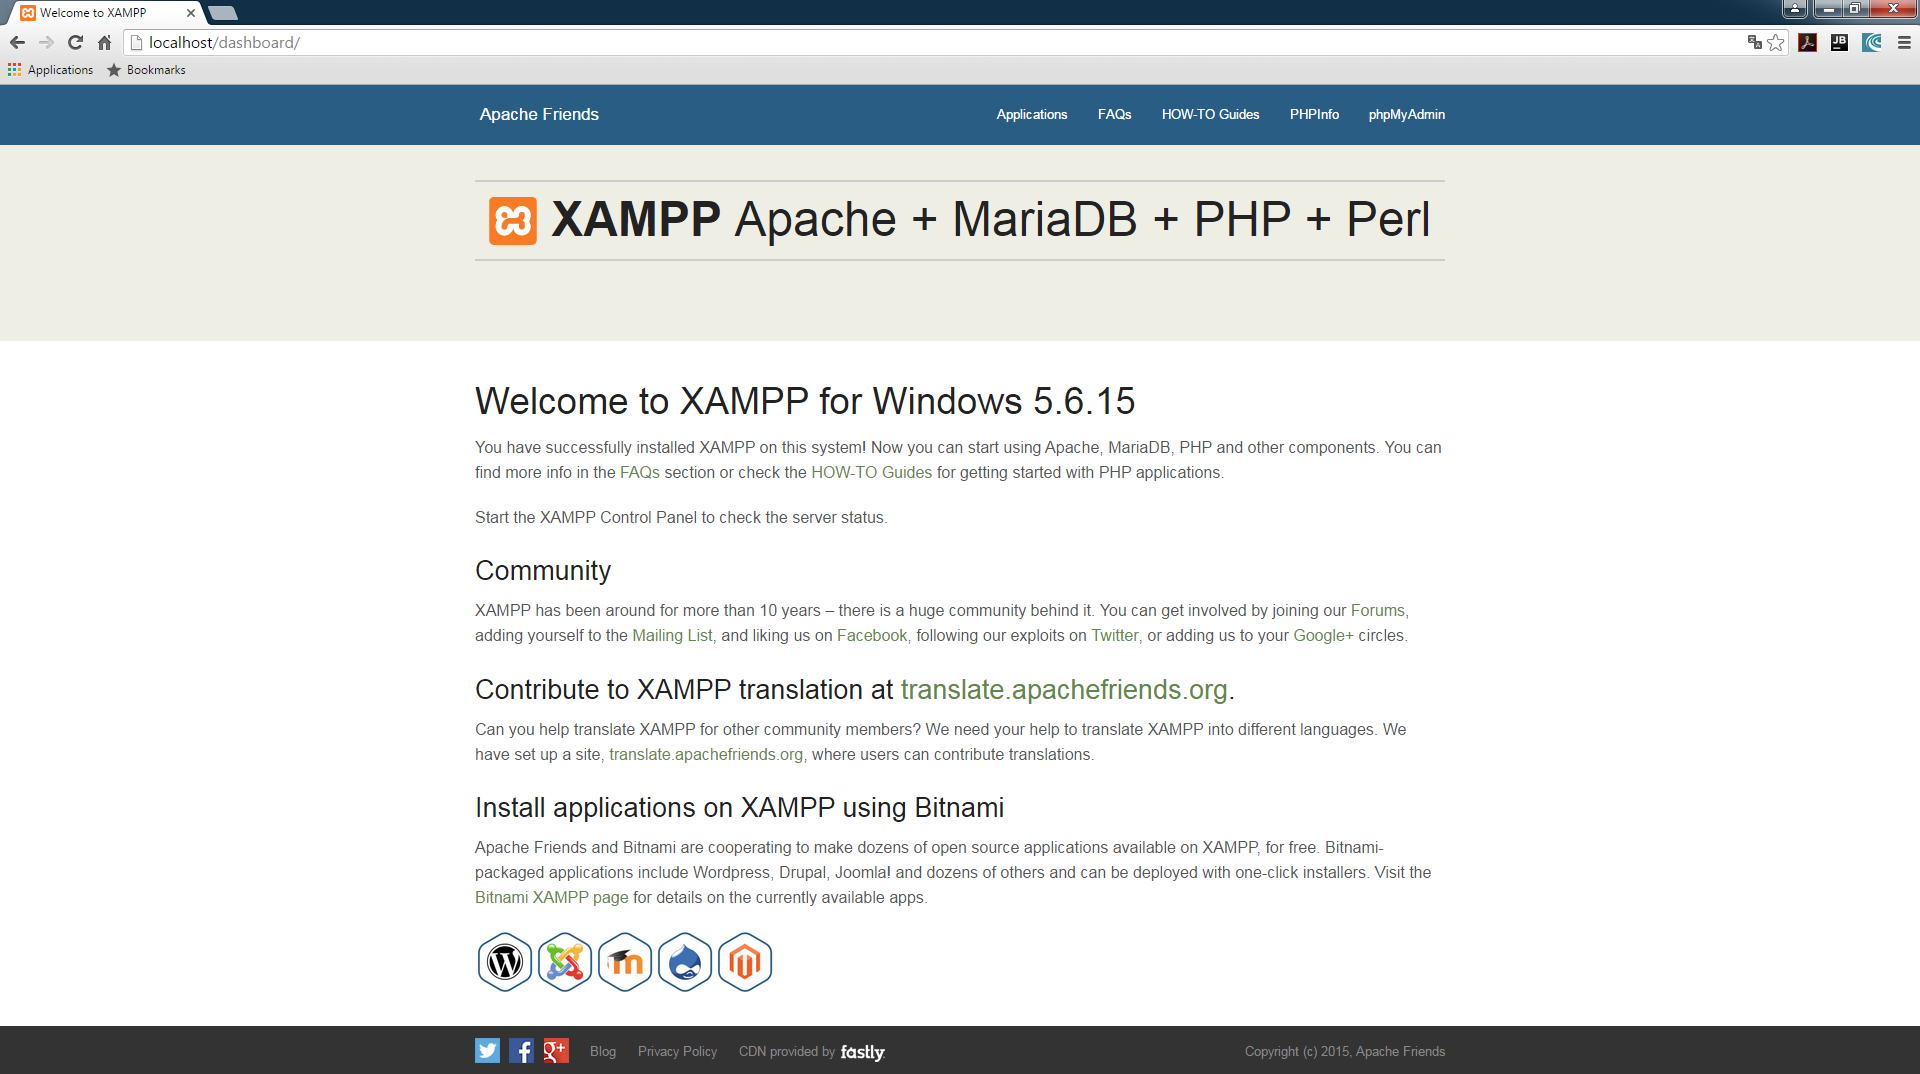 Welcome to XAMPP
localhost/dashboard/
JB
Applications
Bookmarks
Apache Friends
Applications
FAQs
HOW-TO Guides
PHPInfo
phpMyAdmin
XAMPP Apache + MariaDB + PHP + Perl
Welcome to XAMPP for Windows 5.6.15
You have successfully installed XAMPP on this system! Now you can start using Apache, MariaDB, PHP and other components. You can
find more info in the FAQs section or check the HOW-TO Guides for getting started with PHP applications.
Start the XAMPP Control Panel to check the server status.
Community
XAMPP has been around for more than 10 years – there is a huge community behind it. You can get involved by joining our Forums,
adding yourself to the Mailing List, and liking us on Facebook, following our exploits on Twitter, or adding us to your Google+ circles.
Contribute to XAMPP translation at translate.apachefriends.org.
Can you help translate XAMPP for other community members? We need your help to translate XAMPP into different languages. We
have set up a site, translate.apachefriends.org, where users can contribute translations.
Install applications on XAMPP using Bitnami
Apache Friends and Bitnami are cooperating to make dozens of open source applications available on XAMPP, for free. Bitnami-
packaged applications include Wordpress, Drupal, Joomla! and dozens of others and can be deployed with one-click installers. Visit the
Bitnami XAMPP page for details on the currently available apps.
Blog
Privacy Policy
CDN provided by fastly
Copyright (c) 2015, Apache Friends